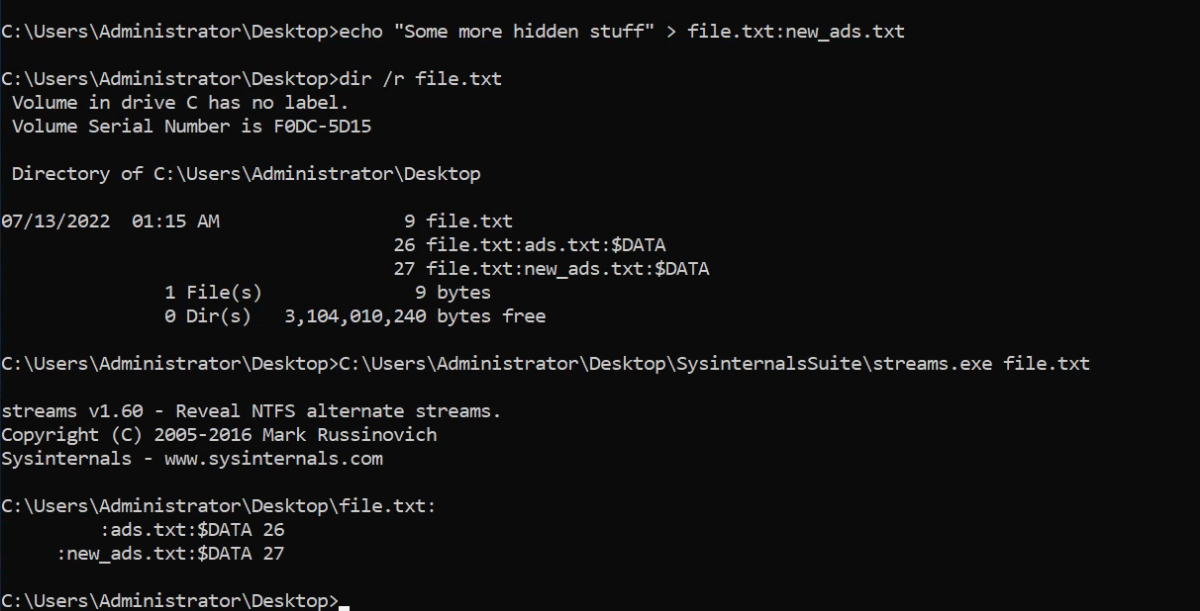 C:\Users\Administrator\Desktop>echo "Some more hidden stuff" > file.txt:new_ads.txt
C:\Users\Administrator\Desktop>dir /r file.txt
Volume in drive C has no label.
Volume Serial Number is F0DC-5D15
Directory of C:\Users\Administrator\Desktop
07/13/2022  01:15 AM                 9 file.txt
                                    26 file.txt:ads.txt:$DATA
                                    27 file.txt:new_ads.txt:$DATA
               1 File(s)              9 bytes
               0 Dir(s)   3,104,010,240 bytes free
C:\Users\Administrator\Desktop>C:\Users\Administrator\Desktop\SysinternalsSuite\streams.exe file.txt
streams v1.60 - Reveal NTFS alternate streams.
Copyright (C) 2005-2016 Mark Russinovich
Sysinternals - www.sysinternals.com
C:\Users\Administrator\Desktop\file.txt:
         :ads.txt:$DATA 26
     :new_ads.txt:$DATA 27
C:\Users\Administrator\Desktop>